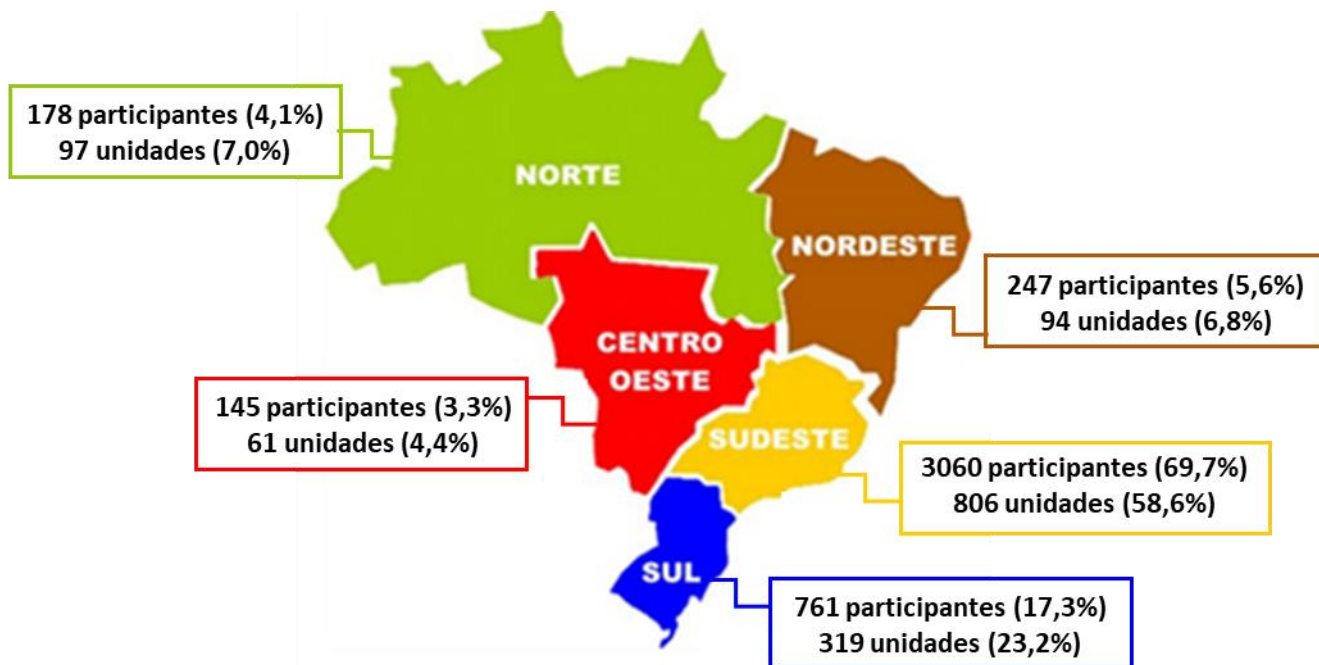 178 participantes (4,1%)
97 unidades (7,0%)
NORTE
NORDESTE
247 participantes (5,6%)
94 unidades (6,8%)
CENTRO
OESTE
145 participantes (3,3%)
61 unidades (4,4%)
SUDESTE
3060 participantes (69,7%)
806 unidades (58,6%)
SUL
761 participantes (17,3%)
319 unidades (23,2%)